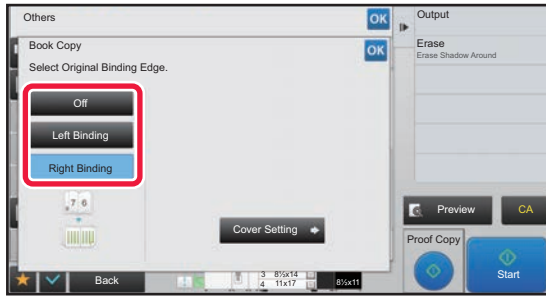 Others
OK
Book Copy
OK
Select Original Binding Edge.
Off
Left Binding
Right Binding
7 6
Cover Setting
Back
3 8½x14
4 11x17
8½x11
Output
Erase
Erase Shadow Around
Preview
CA
Proof Copy
Start